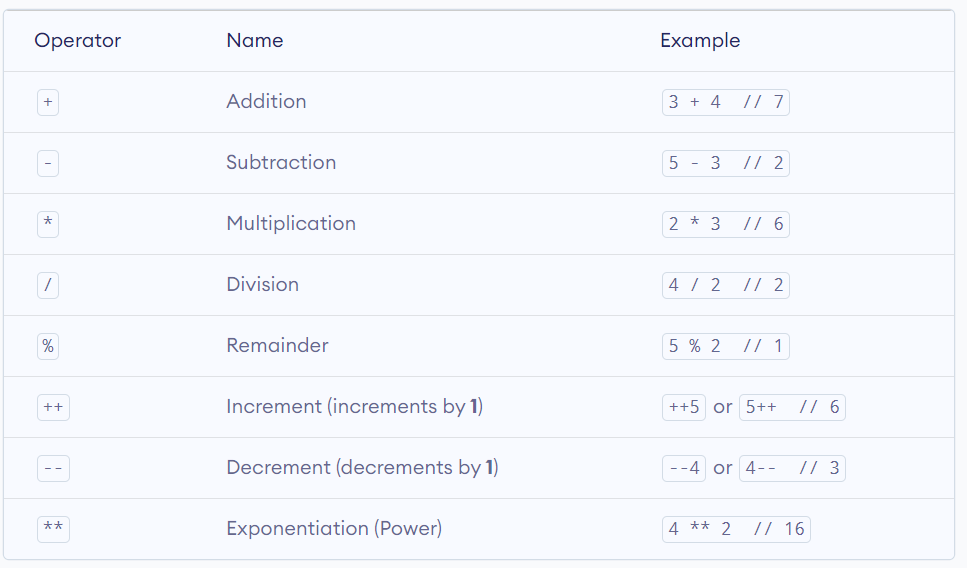 Operator Name Example
+ Addition 3 + 4  // 7
- Subtraction 5 - 3  // 2
* Multiplication 2 * 3  // 6
/ Division 4 / 2  // 2
% Remainder 5 % 2  // 1
++ Increment (increments by 1) ++5 or 5++  // 6
-- Decrement (decrements by 1) --4 or 4--  // 3
** Exponentiation (Power) 4 ** 2  // 16